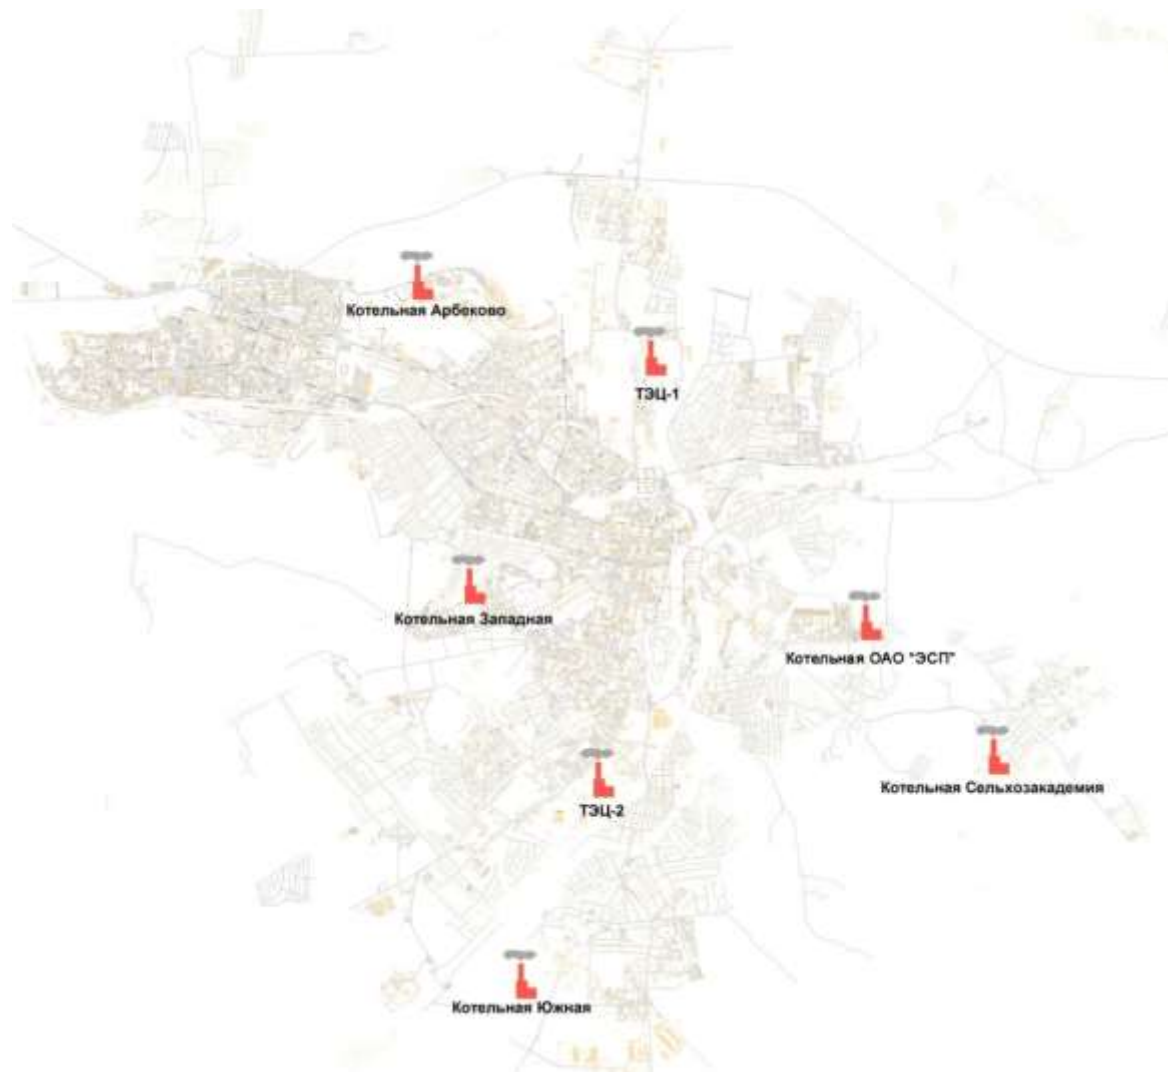 Котельная Арбеково
ТЭЦ-1
Котельная Западная
Котельная ОАО "ЭСП"
Котельная Сельхозакадемия
ТЭЦ-2
Котельная Южная